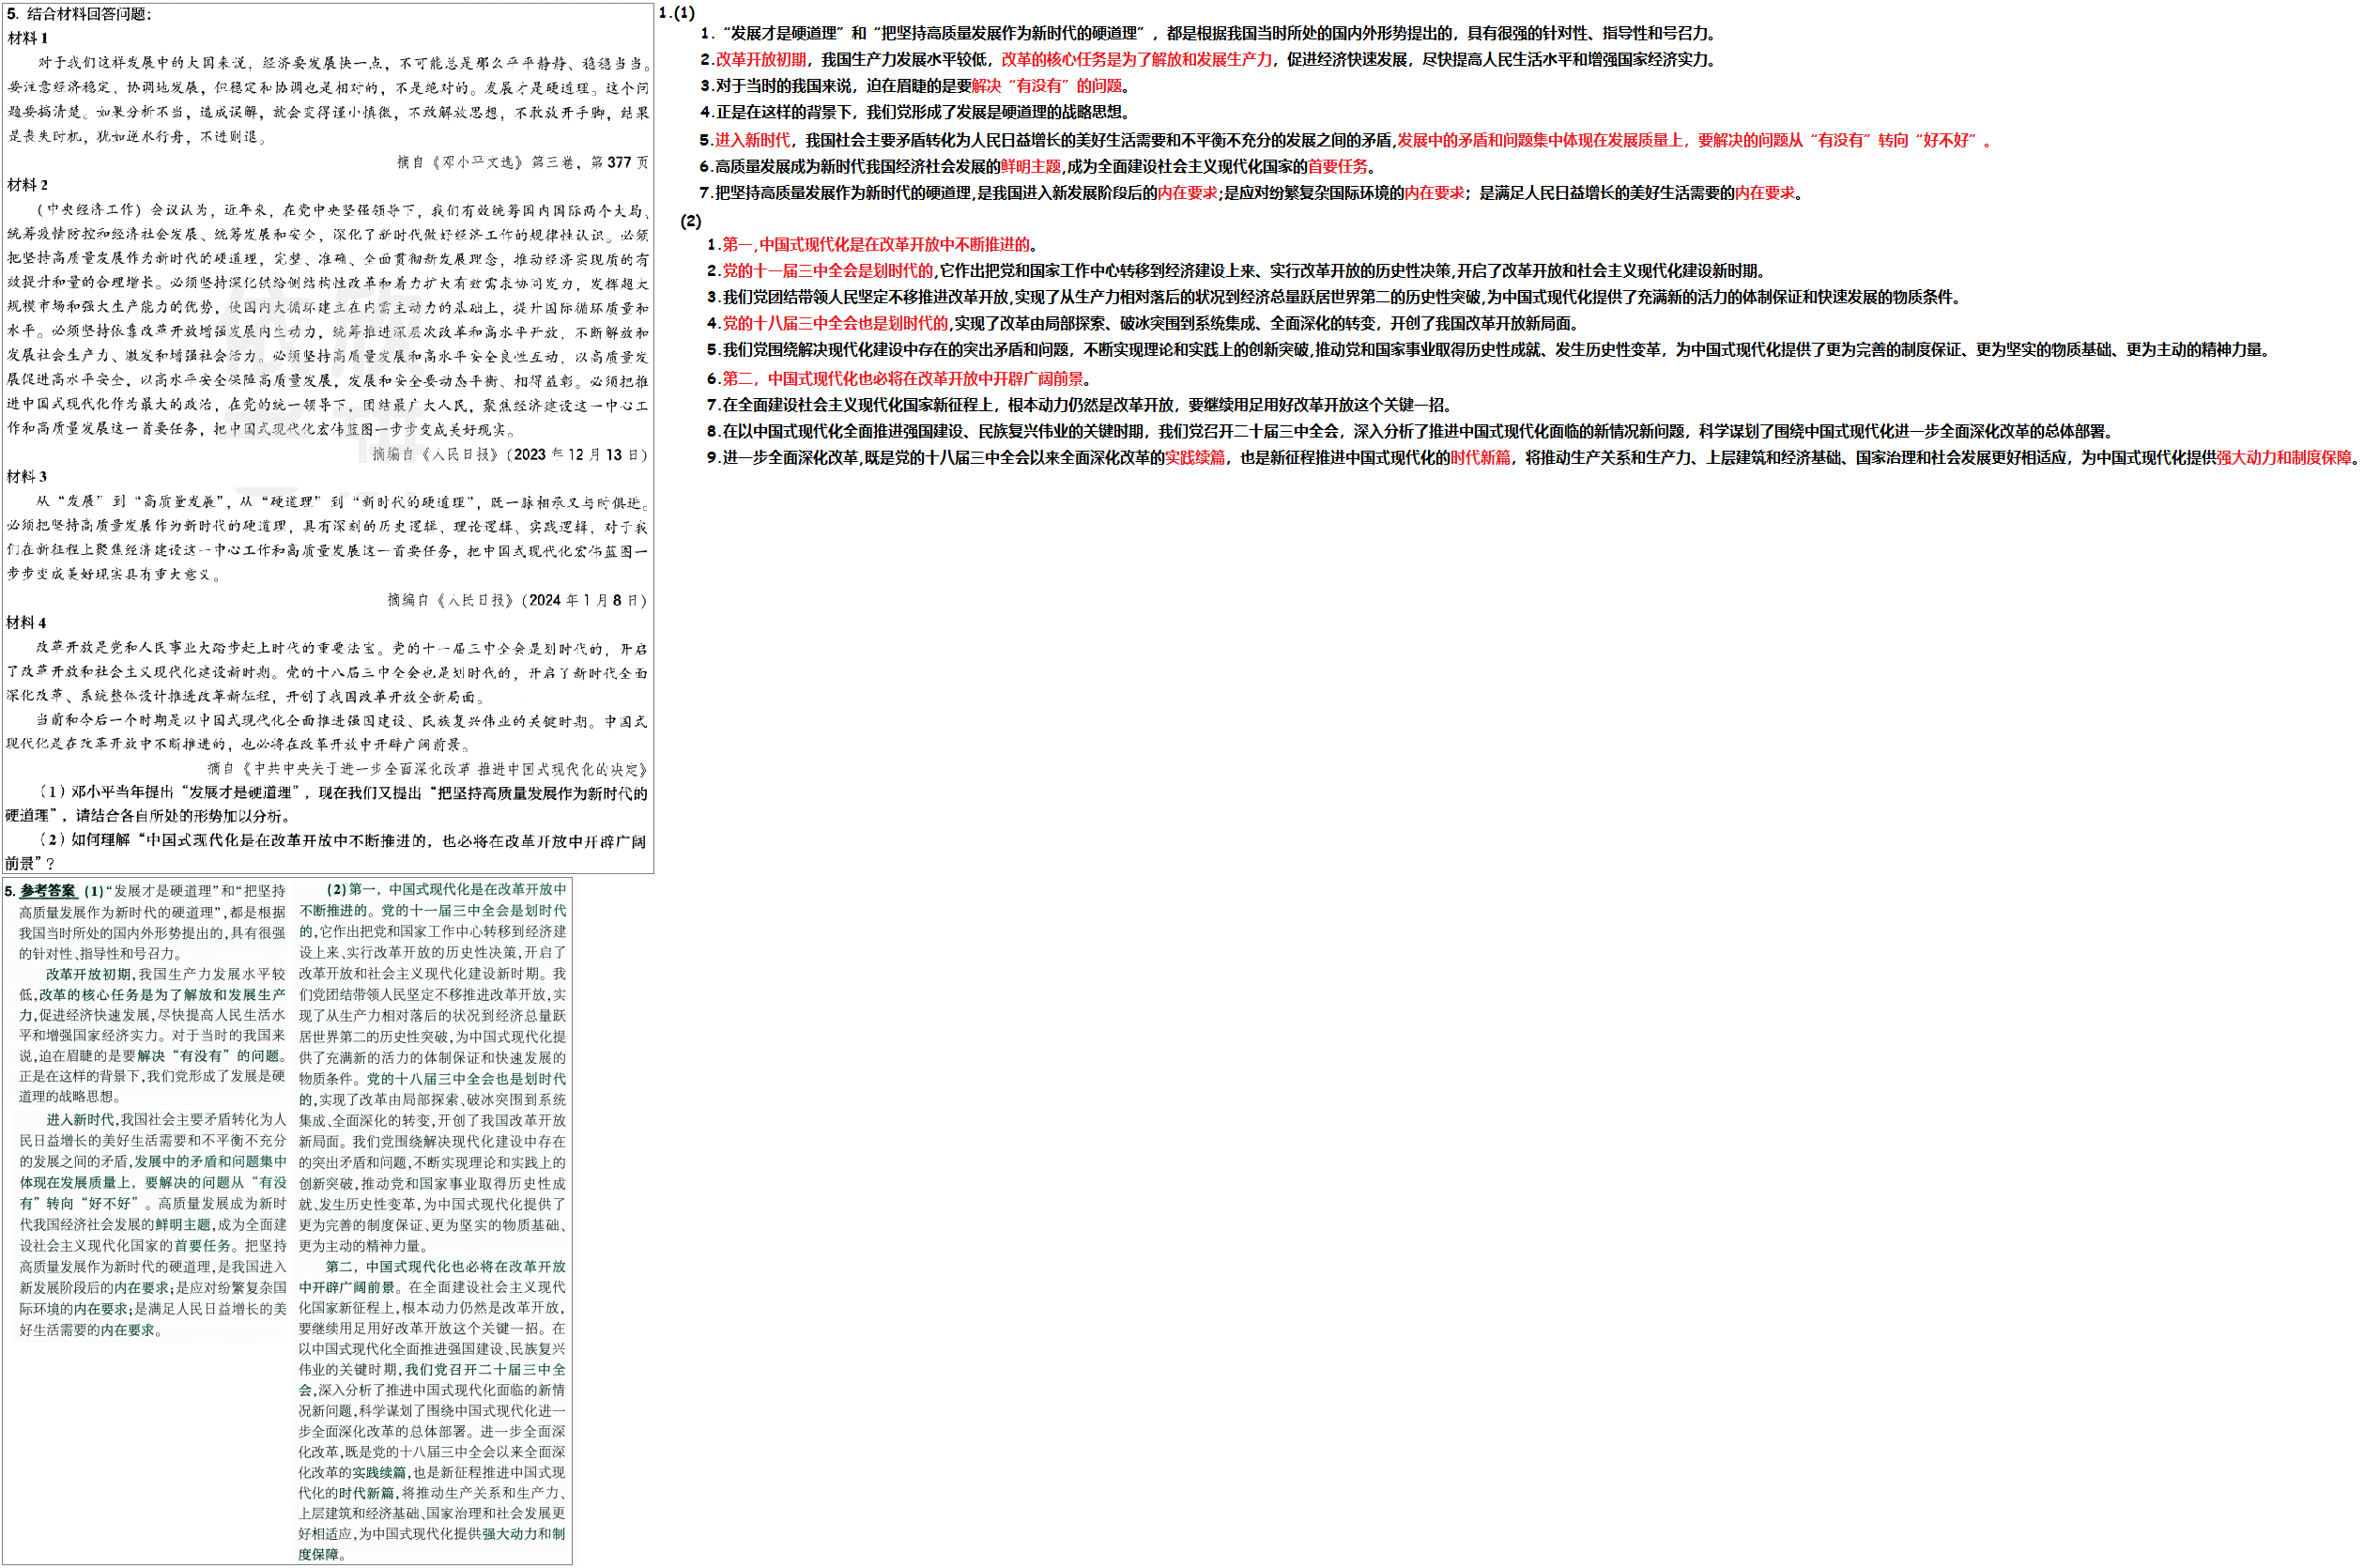 5. 结合材料回答问题：
材料 1
对于我们这样发展中的大国来说，经济要发展快一点，不可能总是那么平平静静、稳稳当当。
要注意经济稳定、协调地发展，但稳定和协调也是相对的，不是绝对的。发展才是硬道理。这个问
题要搞清楚。如果分析不当，造成误解，就会变得谨小慎微，不敢解放思想，不敢放开手脚，结果
是丧失时机，犹如逆水行舟，不进则退。
摘自《邓小平文选》第三卷，第 377 页
材料 2
（中央经济工作）会议认为，近年来，在党中央坚强领导下，我们有效统筹国内国际两个大局、
统筹疫情防控和经济社会发展、统筹发展和安全，深化了新时代做好经济工作的规律性认识。必须
把坚持高质量发展作为新时代的硬道理，完整、准确、全面贯彻新发展理念，推动经济实现质的有
效提升和量的合理增长。必须坚持深化供给侧结构性改革和着力扩大有效需求协同发力，发挥超大
规模市场和强大生产能力的优势，使国内大循环建立在内需主动力的基础上，提升国际循环质量和
水平。必须坚持依靠改革开放增强发展内生动力，统筹推进深层次改革和高水平开放，不断解放和
发展社会生产力、激发和增强社会活力。必须坚持高质量发展和高水平安全良性互动，以高质量发
展促进高水平安全，以高水平安全保障高质量发展，发展和安全要动态平衡、相得益彰。必须把推
进中国式现代化作为最大的政治，在党的统一领导下，团结最广大人民，聚焦经济建设这一中心工
作和高质量发展这一首要任务，把中国式现代化宏伟蓝图一步步变成美好现实。
摘编自《人民日报》（2023 年 12 月 13 日）
材料 3
从“发展”到“高质量发展”，从“硬道理”到“新时代的硬道理”，既一脉相承又与时俱进。
必须把坚持高质量发展作为新时代的硬道理，具有深刻的历史逻辑、理论逻辑、实践逻辑，对于我
们在新征程上聚焦经济建设这一中心工作和高质量发展这一首要任务，把中国式现代化宏伟蓝图一
步步变成美好现实具有重大意义。
摘编自《人民日报》（2024 年 1 月 8 日）
材料 4
改革开放是党和人民事业大踏步赶上时代的重要法宝。党的十一届三中全会是划时代的，开启
了改革开放和社会主义现代化建设新时期。党的十八届三中全会也是划时代的，开启了新时代全面
深化改革、系统整体设计推进改革新征程，开创了我国改革开放全新局面。
当前和今后一个时期是以中国式现代化全面推进强国建设、民族复兴伟业的关键时期。中国式
现代化是在改革开放中不断推进的，也必将在改革开放中开辟广阔前景。
摘自《中共中央关于进一步全面深化改革 推进中国式现代化的决定》
（1）邓小平当年提出“发展才是硬道理”，现在我们又提出“把坚持高质量发展作为新时代的
硬道理”，请结合各自所处的形势加以分析。
（2）如何理解“中国式现代化是在改革开放中不断推进的，也必将在改革开放中开辟广阔
前景”？
5. 参考答案 (1)“发展才是硬道理”和“把坚持
高质量发展作为新时代的硬道理”,都是根据
我国当时所处的国内外形势提出的,具有很强
的针对性、指导性和号召力。
改革开放初期,我国生产力发展水平较
低,改革的核心任务是为了解放和发展生产
力,促进经济快速发展,尽快提高人民生活水
平和增强国家经济实力。对于当时的我国来
说,迫在眉睫的是要解决“有没有”的问题。
正是在这样的背景下,我们党形成了发展是硬
道理的战略思想。
进入新时代,我国社会主要矛盾转化为人
民日益增长的美好生活需要和不平衡不充分
的发展之间的矛盾,发展中的矛盾和问题集中
体现在发展质量上，要解决的问题从“有没
有”转向“好不好”。高质量发展成为新时
代我国经济社会发展的鲜明主题,成为全面建
设社会主义现代化国家的首要任务。把坚持
高质量发展作为新时代的硬道理,是我国进入
新发展阶段后的内在要求;是应对纷繁复杂国
际环境的内在要求;是满足人民日益增长的美
好生活需要的内在要求。
(2)第一，中国式现代化是在改革开放中
不断推进的。党的十一届三中全会是划时代
的,它作出把党和国家工作中心转移到经济建
设上来、实行改革开放的历史性决策,开启了
改革开放和社会主义现代化建设新时期。我
们党团结带领人民坚定不移推进改革开放,实
现了从生产力相对落后的状况到经济总量跃
居世界第二的历史性突破,为中国式现代化提
供了充满新的活力的体制保证和快速发展的
物质条件。党的十八届三中全会也是划时代
的,实现了改革由局部探索、破冰突围到系统
集成、全面深化的转变,开创了我国改革开放
新局面。我们党围绕解决现代化建设中存在
的突出矛盾和问题,不断实现理论和实践上的
创新突破,推动党和国家事业取得历史性成
就、发生历史性变革,为中国式现代化提供了
更为完善的制度保证、更为坚实的物质基础、
更为主动的精神力量。
第二，中国式现代化也必将在改革开放
中开辟广阔前景。在全面建设社会主义现代
化国家新征程上,根本动力仍然是改革开放,
要继续用足用好改革开放这个关键一招。在
以中国式现代化全面推进强国建设、民族复兴
伟业的关键时期,我们党召开二十届三中全
会,深入分析了推进中国式现代化面临的新情
况新问题,科学谋划了围绕中国式现代化进一
步全面深化改革的总体部署。进一步全面深
化改革,既是党的十八届三中全会以来全面深
化改革的实践续篇,也是新征程推进中国式现
代化的时代新篇,将推动生产关系和生产力、
上层建筑和经济基础、国家治理和社会发展更
好相适应,为中国式现代化提供强大动力和制
度保障。
1.(1)
1.“发展才是硬道理”和“把坚持高质量发展作为新时代的硬道理”，都是根据我国当时所处的国内外形势提出的，具有很强的针对性、指导性和号召力。
2.改革开放初期，我国生产力发展水平较低，改革的核心任务是为了解放和发展生产力，促进经济快速发展，尽快提高人民生活水平和增强国家经济实力。
3.对于当时的我国来说，迫在眉睫的是要解决“有没有”的问题。
4.正是在这样的背景下，我们党形成了发展是硬道理的战略思想。
5.进入新时代，我国社会主要矛盾转化为人民日益增长的美好生活需要和不平衡不充分的发展之间的矛盾,发展中的矛盾和问题集中体现在发展质量上，要解决的问题从“有没有”转向“好不好”。
6.高质量发展成为新时代我国经济社会发展的鲜明主题,成为全面建设社会主义现代化国家的首要任务。
7.把坚持高质量发展作为新时代的硬道理,是我国进入新发展阶段后的内在要求;是应对纷繁复杂国际环境的内在要求；是满足人民日益增长的美好生活需要的内在要求。
(2)
1.第一,中国式现代化是在改革开放中不断推进的。
2.党的十一届三中全会是划时代的,它作出把党和国家工作中心转移到经济建设上来、实行改革开放的历史性决策,开启了改革开放和社会主义现代化建设新时期。
3.我们党团结带领人民坚定不移推进改革开放,实现了从生产力相对落后的状况到经济总量跃居世界第二的历史性突破,为中国式现代化提供了充满新的活力的体制保证和快速发展的物质条件。
4.党的十八届三中全会也是划时代的,实现了改革由局部探索、破冰突围到系统集成、全面深化的转变，开创了我国改革开放新局面。
5.我们党围绕解决现代化建设中存在的突出矛盾和问题，不断实现理论和实践上的创新突破,推动党和国家事业取得历史性成就、发生历史性变革，为中国式现代化提供了更为完善的制度保证、更为坚实的物质基础、更为主动的精神力量。
6.第二，中国式现代化也必将在改革开放中开辟广阔前景。
7.在全面建设社会主义现代化国家新征程上，根本动力仍然是改革开放，要继续用足用好改革开放这个关键一招。
8.在以中国式现代化全面推进强国建设、民族复兴伟业的关键时期，我们党召开二十届三中全会，深入分析了推进中国式现代化面临的新情况新问题，科学谋划了围绕中国式现代化进一步全面深化改革的总体部署。
9.进一步全面深化改革,既是党的十八届三中全会以来全面深化改革的实践续篇，也是新征程推进中国式现代化的时代新篇，将推动生产关系和生产力、上层建筑和经济基础、国家治理和社会发展更好相适应，为中国式现代化提供强大动力和制度保障。